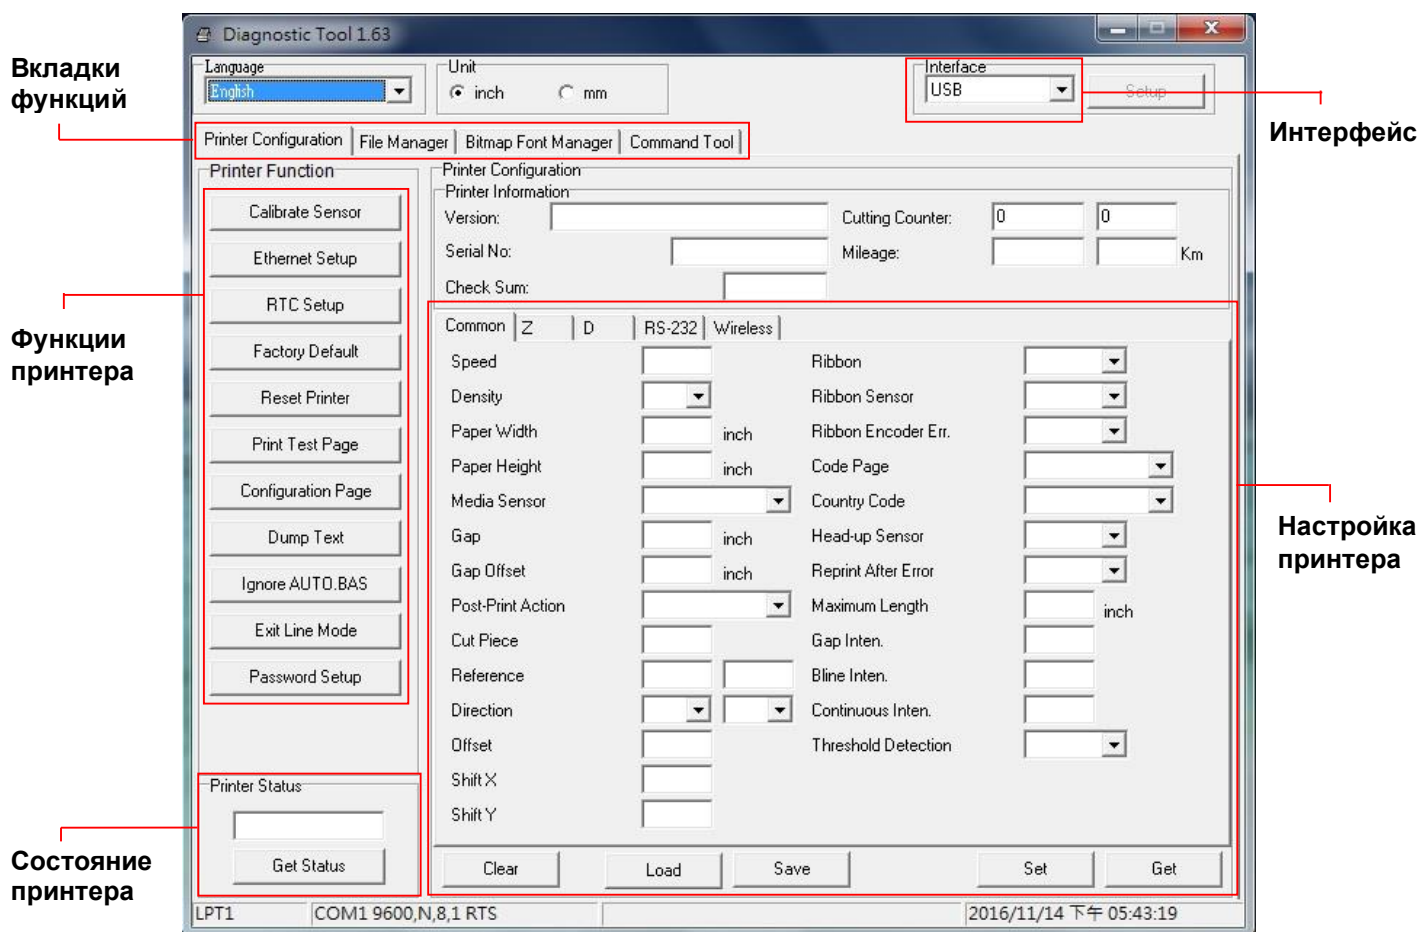 Diagnostic Tool 1.63
Вкладки
функций
Language
English
Unit
inch
mm
Interface
USB
Setup
Интерфейс
Printer Configuration
File Manager
Bitmap Font Manager
Command Tool
Printer Function
Calibrate Sensor
Ethernet Setup
RTC Setup
Factory Default
Reset Printer
Print Test Page
Configuration Page
Dump Text
Ignore AUTO.BAS
Exit Line Mode
Password Setup
Функции
принтера
Printer Configuration
Printer Information
Version:
Cutting Counter:
0
0
Serial No:
Mileage:
Km
Check Sum:
Common
Z
D
RS-232
Wireless
Speed
Ribbon
Density
Ribbon Sensor
Paper Width
inch
Ribbon Encoder Err.
Paper Height
inch
Code Page
Media Sensor
Country Code
Gap
inch
Head-up Sensor
Gap Offset
inch
Reprint After Error
Post-Print Action
Maximum Length
inch
Cut Piece
Gap Inten.
Reference
Bline Inten.
Direction
Continuous Inten.
Offset
Threshold Detection
Shift X
Shift Y
Настройка
принтера
Printer Status
Get Status
Состояние
принтера
Clear
Load
Save
Set
Get
LPT1
COM1 9600,N,8,1 RTS
2016/11/14 下午 05:43:19